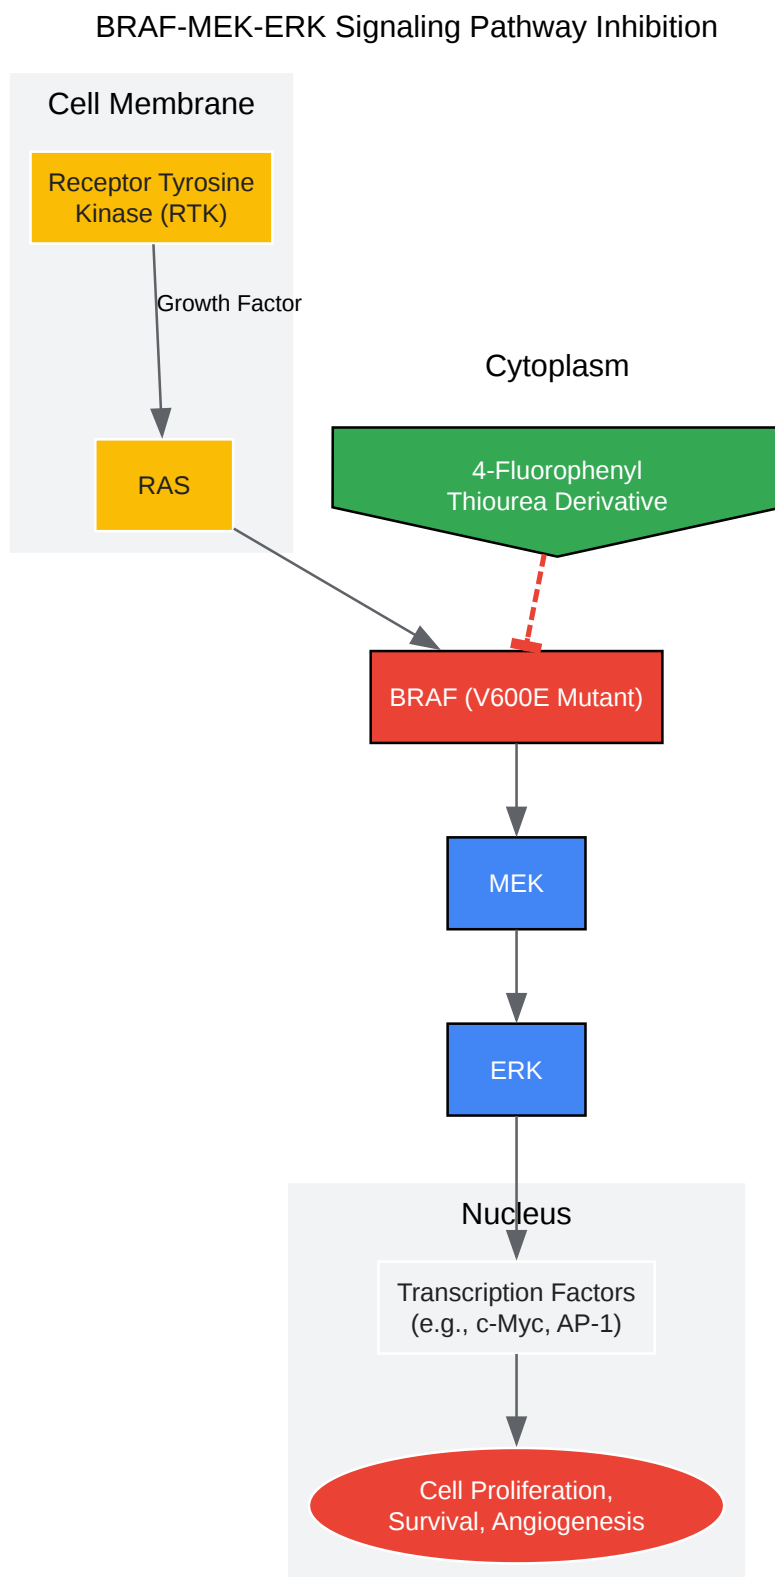 BRAF-MEK-ERK Signaling Pathway Inhibition
Cell Membrane
Receptor Tyrosine
Kinase (RTK)
Growth Factor
RAS
Cytoplasm
4-Fluorophenyl
Thiourea Derivative
BRAF (V600E Mutant)
MEK
ERK
Nucleus
Transcription Factors
(e.g., c-Myc, AP-1)
Cell Proliferation,
Survival, Angiogenesis